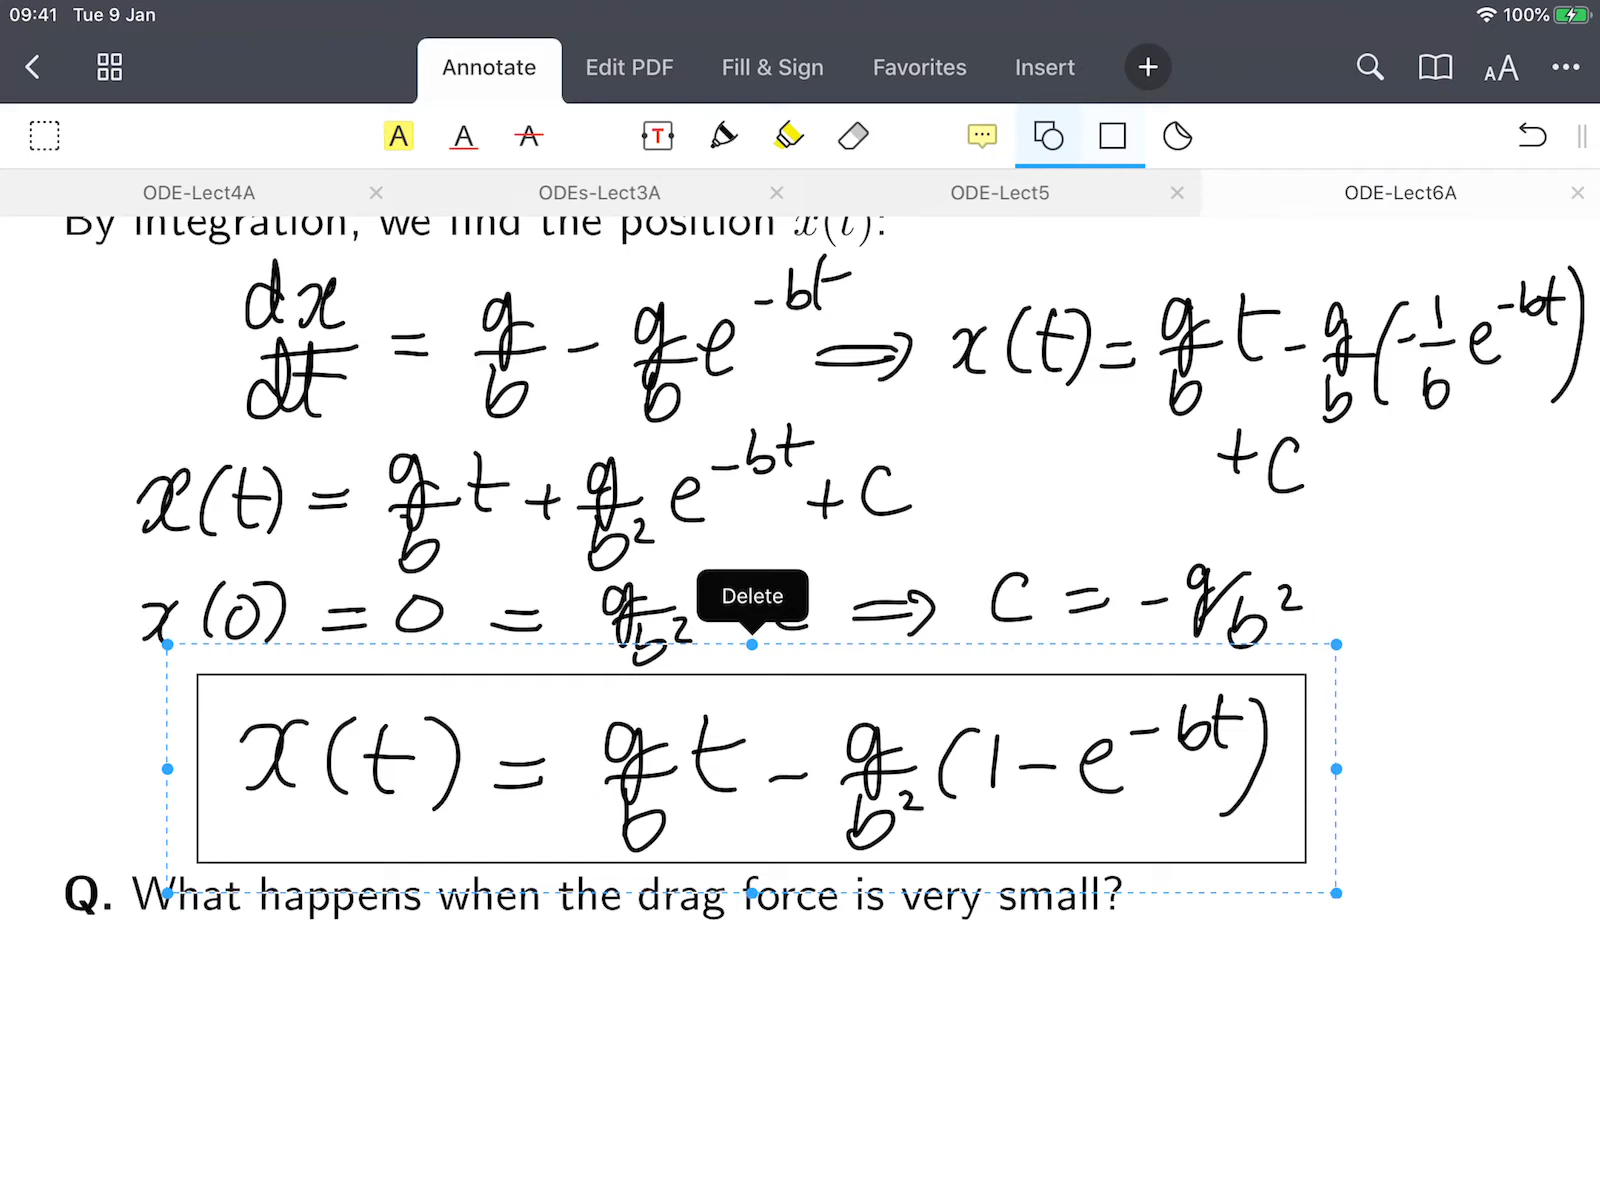 09:41 Tue 9 Jan 100%
Annotate Edit PDF Fill & Sign Favorites Insert + AA
A A A T
ODE-Lect4A × ODEs-Lect3A × ODE-Lect5 × ODE-Lect6A ×
By integration, we find the position x(t):
dx/dt = g/b - g/b e^-bt ⟹ x(t) = g/b t - g/b (-1/b e^-bt)
+ C
x(t) = g/b t + g/b² e^-bt + C
x(0) = 0 = g/b² ⟹ C = -g/b²
Delete
x(t) = g/b t - g/b² (1 - e^-bt)
Q. What happens when the drag force is very small?